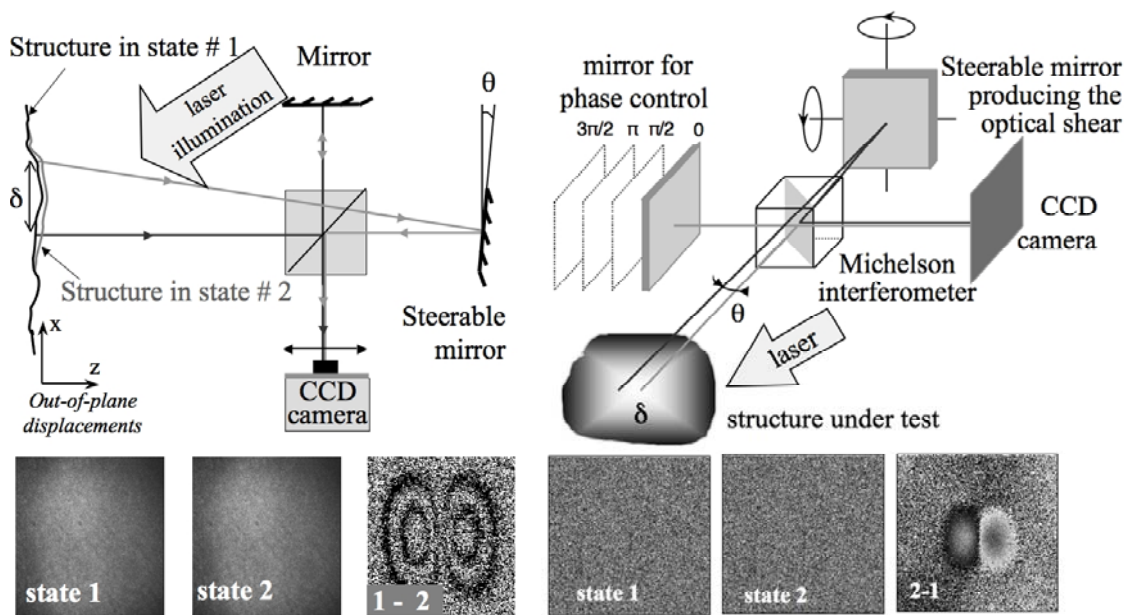 Structure in state # 1
Mirror
laser
illumination
θ
δ
Structure in state # 2
Steerable
mirror
x
z
Out-of-plane
displacements
CCD
camera
state 1
state 2
1 - 2
mirror for
phase control
3π/2 π π/2 0
Steerable mirror
producing the
optical shear
CCD
camera
Michelson
interferometer
θ
laser
δ
structure under test
state 1
state 2
2-1